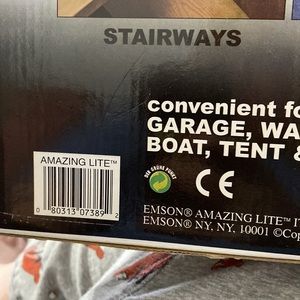 STAIRWAYS
convenient fo
GARAGE, WA
BOAT, TENT &
AMAZING LITE™
0 80313 07389 2
DER GRÜNE PUNKT
CE
EMSON® AMAZING LITE™ I
EMSON® NY, NY, 10001 ©Cop